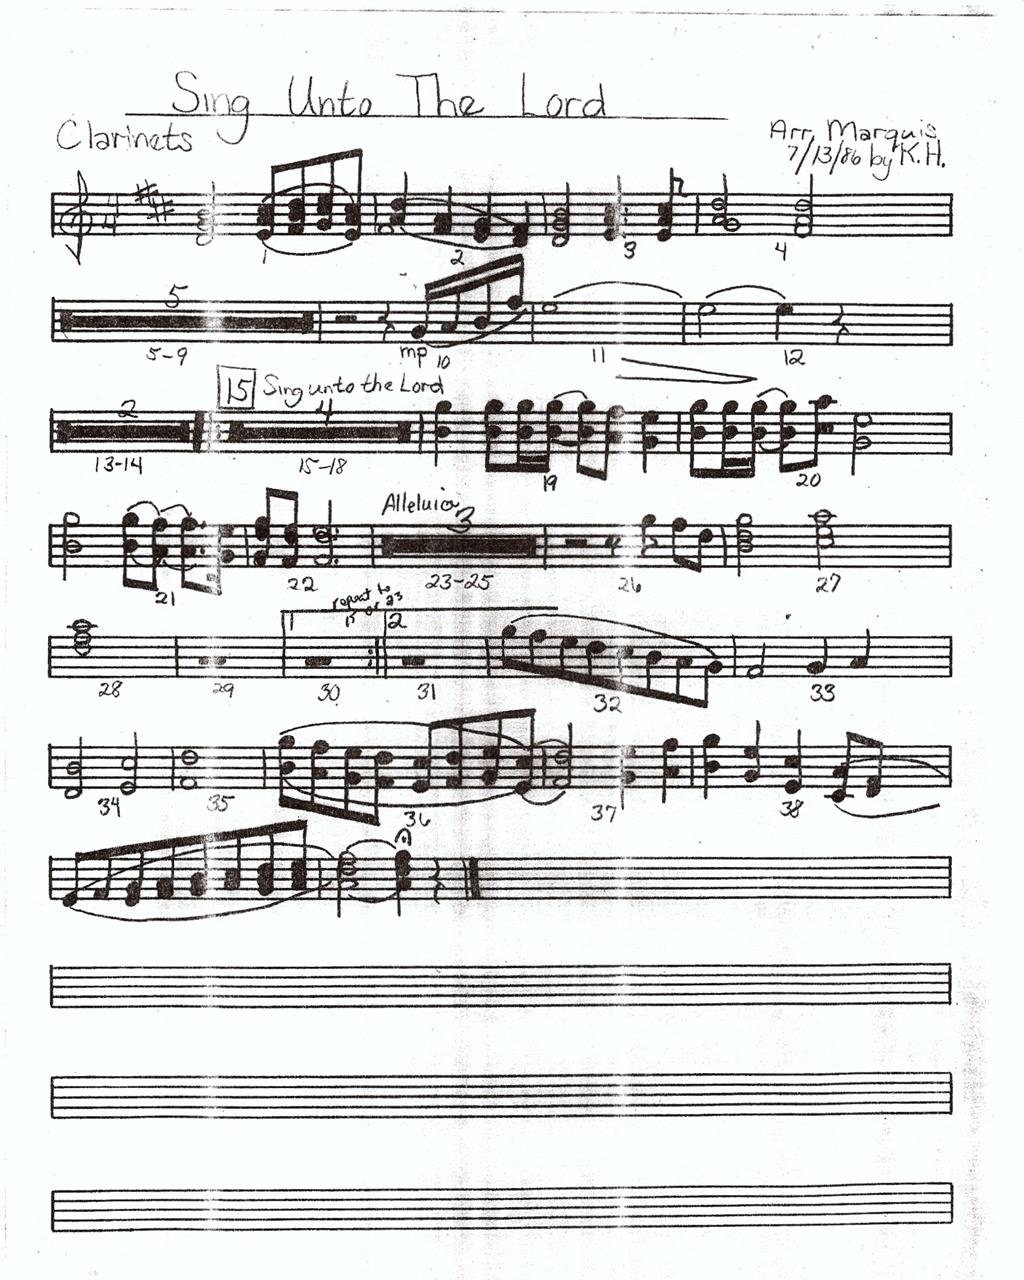 Sing Unto The Lord
Clarinets
Arr. Marquis
7/13/86 by K.H.
1 2 3 4
5
5-9 mp 10 11 12
15 Sing unto the Lord
2 4
13-14 15-18 19 20
Alleluia
3
21 22 23-25 26 27
repeat to
15 or 23
1 2
28 29 30 31 32 33
34 35 36 37 38